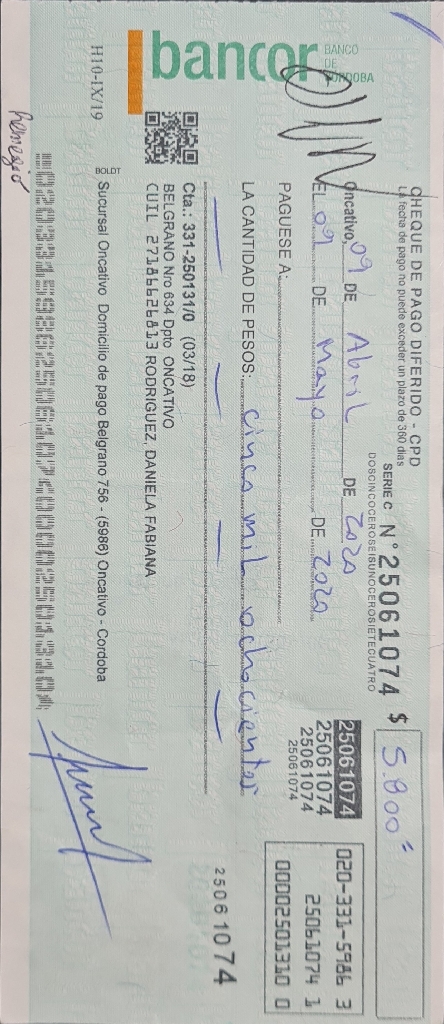 bancor
BANCO
DE
CÓRDOBA
CHEQUE DE PAGO DIFERIDO - CPD
La fecha de pago no puede exceder un plazo de 360 días
SERIE C N° 25061074
DOSCINCOCEROSEISUNOCEROSIETECUATRO
$ 5.800=
Oncativo, 09 DE Abril DE 2020
EL 09 DE Mayo DE 2020
25061074
25061074
25061074
25061074
020-331-5986 3
25061074 1
00002501310 0
PAGUESE A:
LA CANTIDAD DE PESOS: cinco mil ochocientos
25061074
Cta.: 331-250131/0 (03/18)
BELGRANO Nro 634 Dpto ONCATIVO
CUIL 27186626813 RODRIGUEZ, DANIELA FABIANA
H10-IX/19
BOLDT
Sucursal Oncativo Domicilio de pago Belgrano 756 - (5986) Oncativo - Cordoba